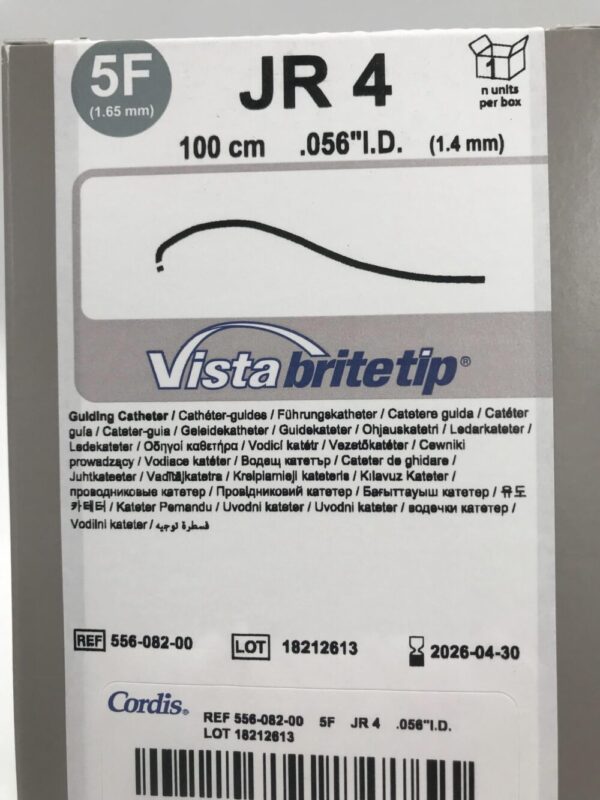 5F
(1.65 mm)
JR 4
1
n units
per box
100 cm .056"I.D. (1.4 mm)
Vista britetip®
Guiding Catheter / Cathéter-guides / Führungskatheter / Catetere guida / Catéter
guía / Cateter-guia / Geleidekatheter / Guidekateter / Ohjauskatetri / Ledarkateter /
Ledekateter / Οδηγοί καθετήρα / Vodicí katétr / Vezetőkatéter / Cewniki
prowadzący / Vodiace katéter / Водещ катетър / Cateter de ghidare /
Juhtkateeter / Vadītājkatetra / Kreipiamieji kateteris / Kılavuz Kateter /
проводниковые катетер / Провідниковий катетер / Бағыттауыш катетер / 유도
카테터 / Kateter Pemandu / Uvodni kateter / Uvodni kateter / водечки катетер /
Vodilni kateter / قسطرة توجيه
REF 556-082-00 LOT 18212613 2026-04-30
Cordis®
REF 556-082-00 5F JR 4 .056"I.D.
LOT 18212613